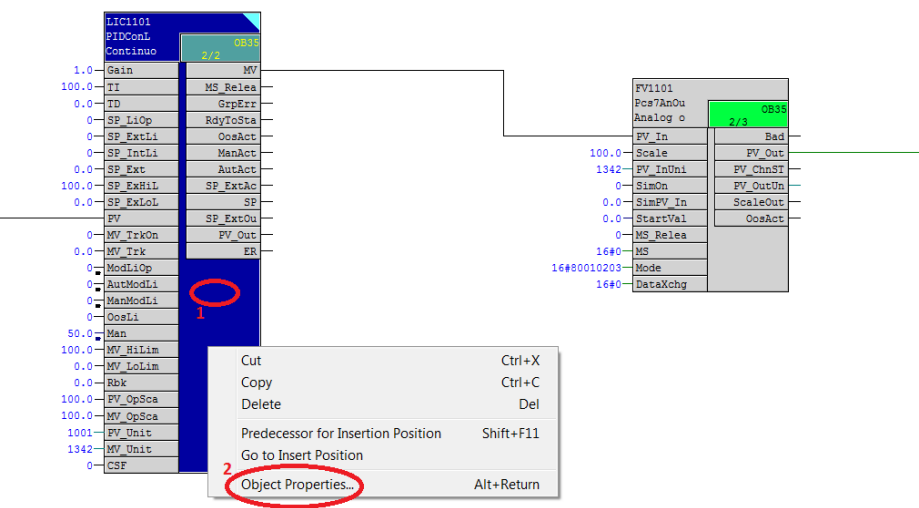 LIC1101
PIDConL
Continuo
OB35
2/2
1.0 Gain MV
100.0 TI MS_Relea
0.0 TD GrpErr
0 SP_LiOp RdyToSta
0 SP_ExtLi OosAct
0 SP_IntLi ManAct
0.0 SP_Ext AutAct
100.0 SP_ExHiL SP_ExtAc
0.0 SP_ExLoL SP
PV SP_ExtOu
0 MV_TrkOn PV_Out
0.0 MV_Trk ER
0 ModLiOp
0 AutModLi
0 ManModLi
0 OosLi
50.0 Man
100.0 MV_HiLim
0.0 MV_LoLim
0.0 Rbk
100.0 PV_OpSca
100.0 MV_OpSca
1001 PV_Unit
1342 MV_Unit
0 CSF
1
Cut Ctrl+X
Copy Ctrl+C
Delete Del
Predecessor for Insertion Position Shift+F11
Go to Insert Position
2
Object Properties... Alt+Return
FV1101
Pcs7AnOu
Analog o
OB35
2/3
PV_In Bad
100.0 Scale PV_Out
1342 PV_InUni PV_ChnST
0 SimOn PV_OutUn
0.0 SimPV_In ScaleOut
0.0 StartVal OosAct
0 MS_Relea
16#0 MS
16#80010203 Mode
16#0 DataXchg